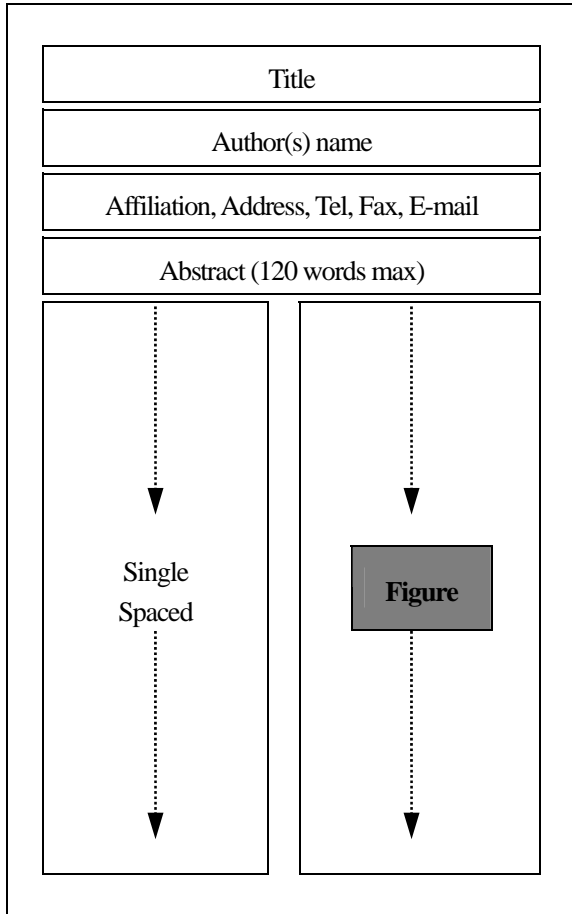 Title
Author(s) name
Affiliation, Address, Tel, Fax, E-mail
Abstract (120 words max)
Single
Spaced
Figure